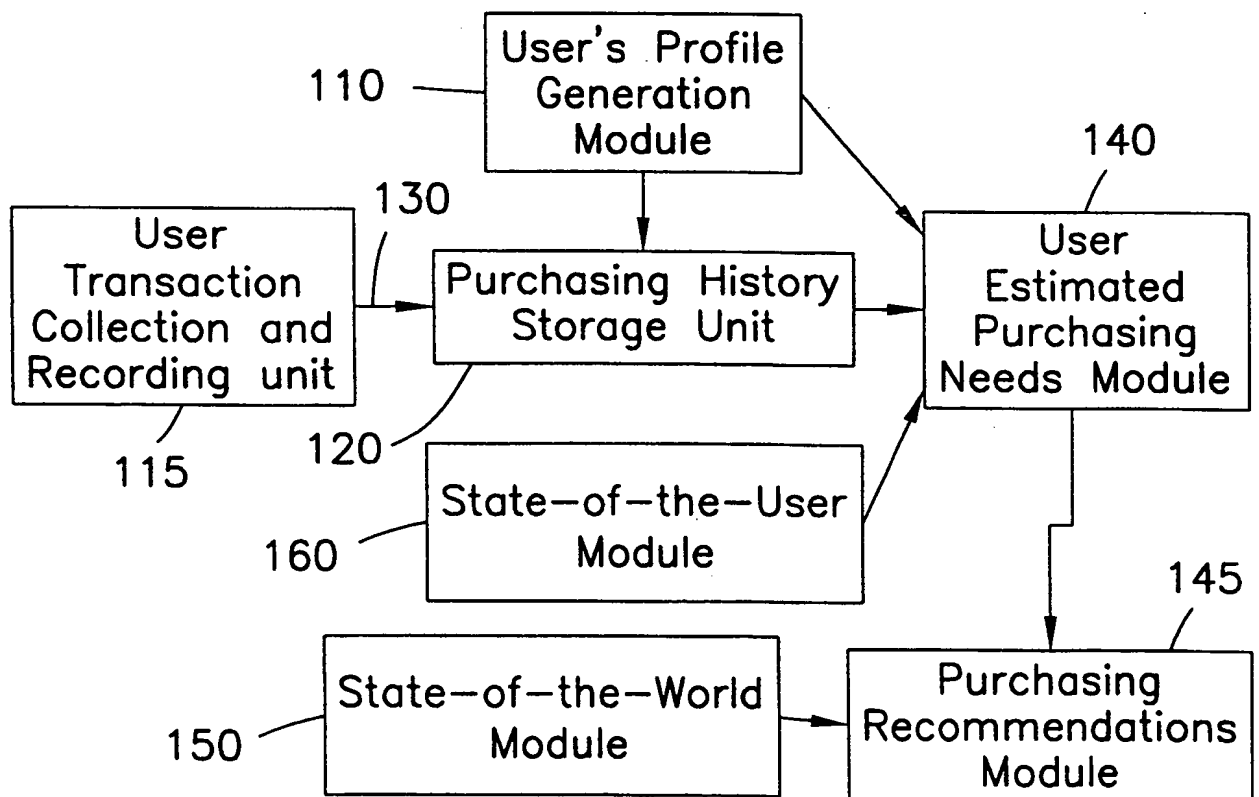 User's Profile
Generation
Module
110
140
130
User
Transaction
Collection and
Recording unit
Purchasing History
Storage Unit
User
Estimated
Purchasing
Needs Module
115
120
State-of-the-User
Module
160
145
State-of-the-World
Module
150
Purchasing
Recommendations
Module